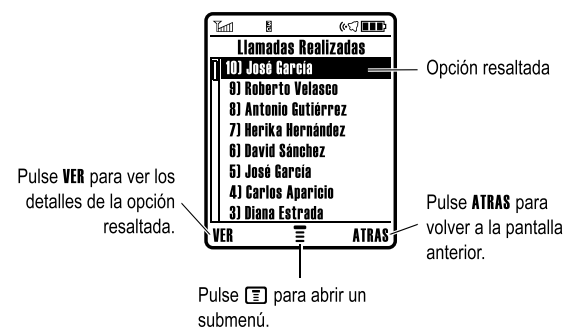 Llamadas Realizadas
10) José García
9) Roberto Velasco
8) Antonio Gutiérrez
7) Herika Hernández
6) David Sánchez
5) José García
4) Carlos Aparicio
3) Diana Estrada
VER
ATRAS
Opción resaltada
Pulse VER para ver los
detalles de la opción
resaltada.
Pulse ATRAS para
volver a la pantalla
anterior.
Pulse para abrir un
submenú.